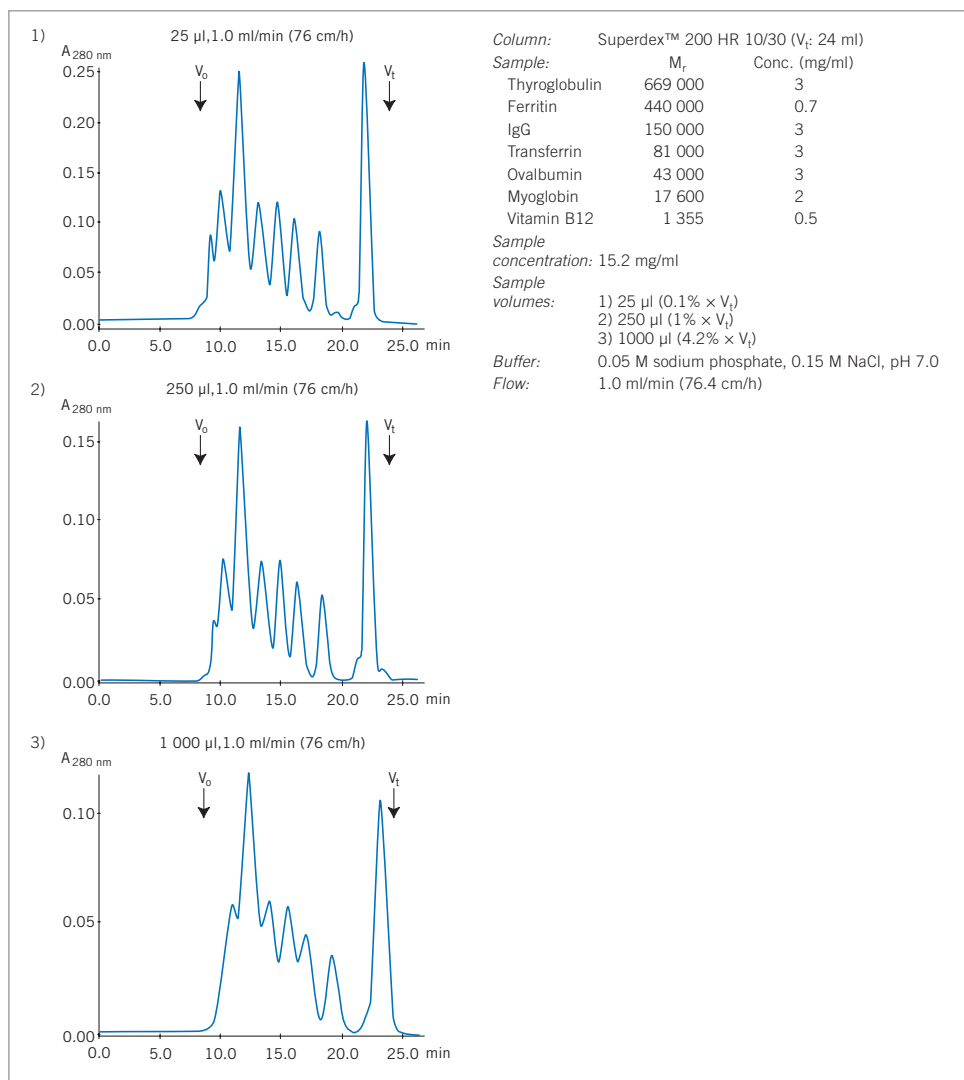 1)
25 µl,1.0 ml/min (76 cm/h)
A280 nm
Vo
Vt
0.25
0.20
0.15
0.10
0.05
0.00
0.0 5.0 10.0 15.0 20.0 25.0 min
2)
250 µl,1.0 ml/min (76 cm/h)
A280 nm
Vo
Vt
0.15
0.10
0.05
0.00
0.0 5.0 10.0 15.0 20.0 25.0 min
3)
1 000 µl,1.0 ml/min (76 cm/h)
A280 nm
Vo
Vt
0.10
0.05
0.00
0.0 5.0 10.0 15.0 20.0 25.0 min
Column: Superdex™ 200 HR 10/30 (Vt: 24 ml)
Sample: Mr Conc. (mg/ml)
Thyroglobulin 669 000 3
Ferritin 440 000 0.7
IgG 150 000 3
Transferrin 81 000 3
Ovalbumin 43 000 3
Myoglobin 17 600 2
Vitamin B12 1 355 0.5
Sample
concentration: 15.2 mg/ml
Sample
volumes: 1) 25 µl (0.1% × Vt)
2) 250 µl (1% × Vt)
3) 1000 µl (4.2% × Vt)
Buffer: 0.05 M sodium phosphate, 0.15 M NaCl, pH 7.0
Flow: 1.0 ml/min (76.4 cm/h)